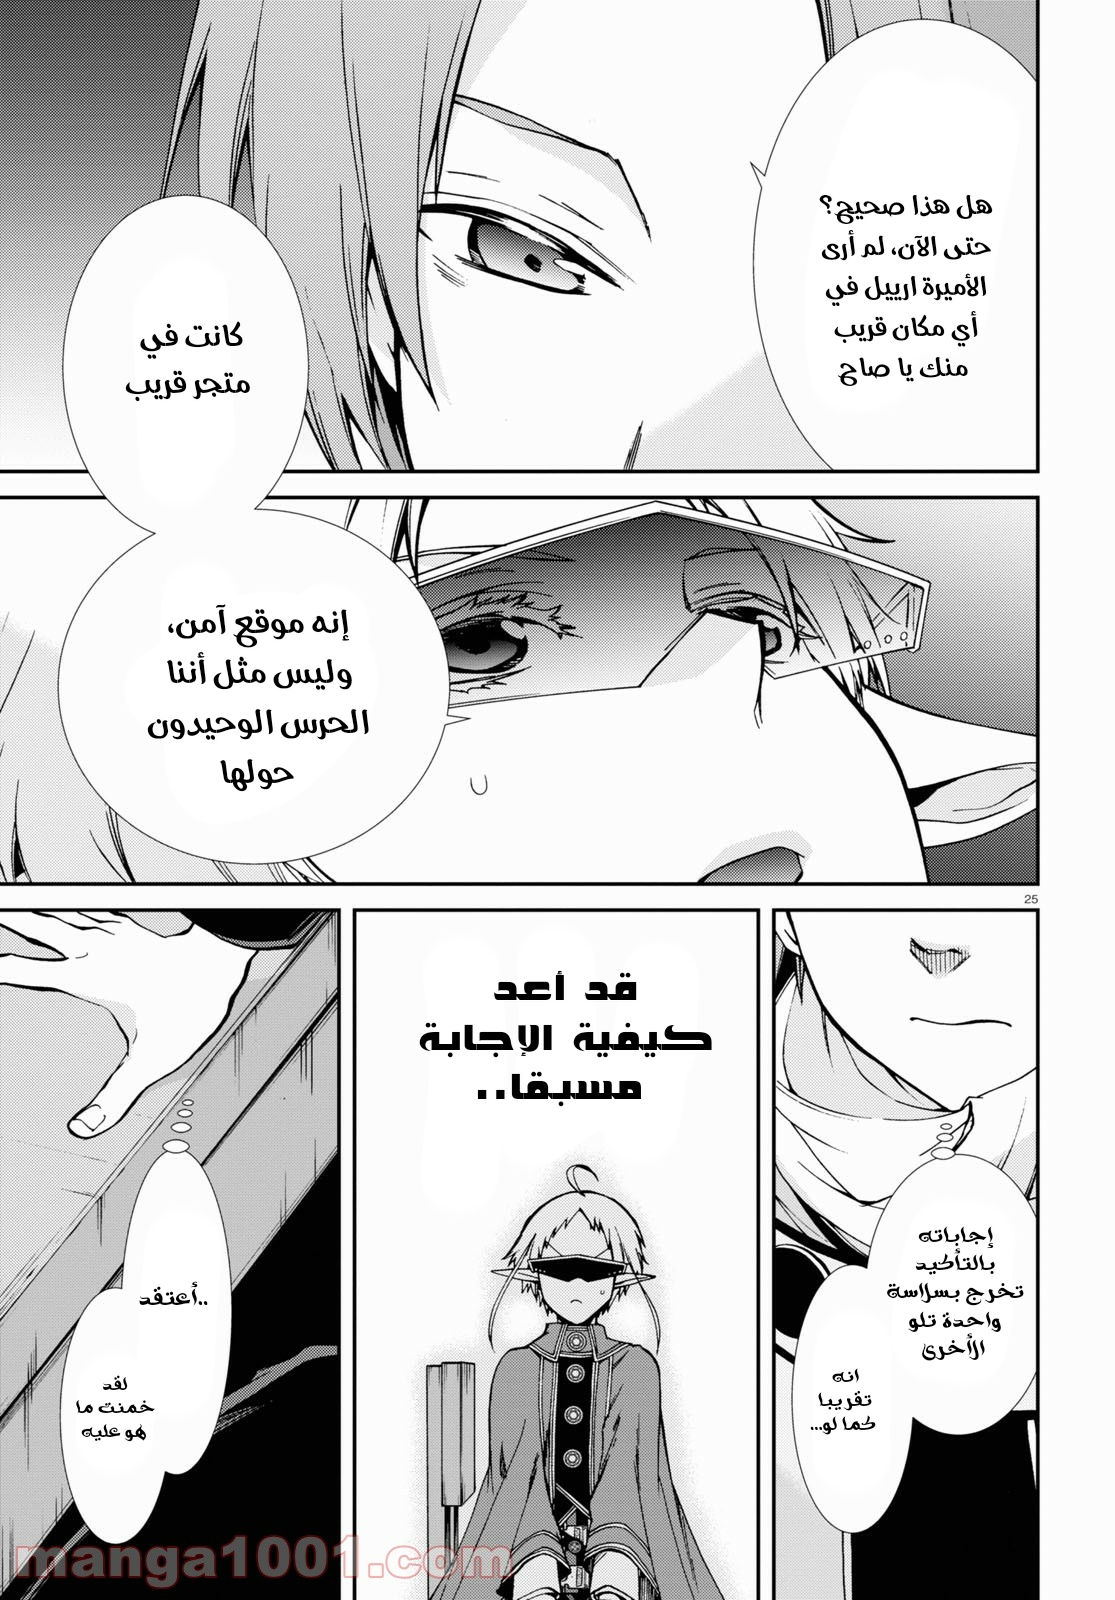 هل هذا صحيح؟
حتى الآن، لم أرى
الأميرة ارييل في
أي مكان قريب
منك يا صاح
كانت في
متجر قريب
إنه موقع آمن،
وليس مثل أننا
الحرس الوحيدون
حولها
25
إجاباته
بالتأكيد
تخرج بسلاسة
واحدة تلو
الأخرى
انه
تقريبا
كما لو...
قد أعد
كيفية الإجابة
مسبقا..
..أعتقد
لقد
خمنت ما
هو عليه
manga1001.com